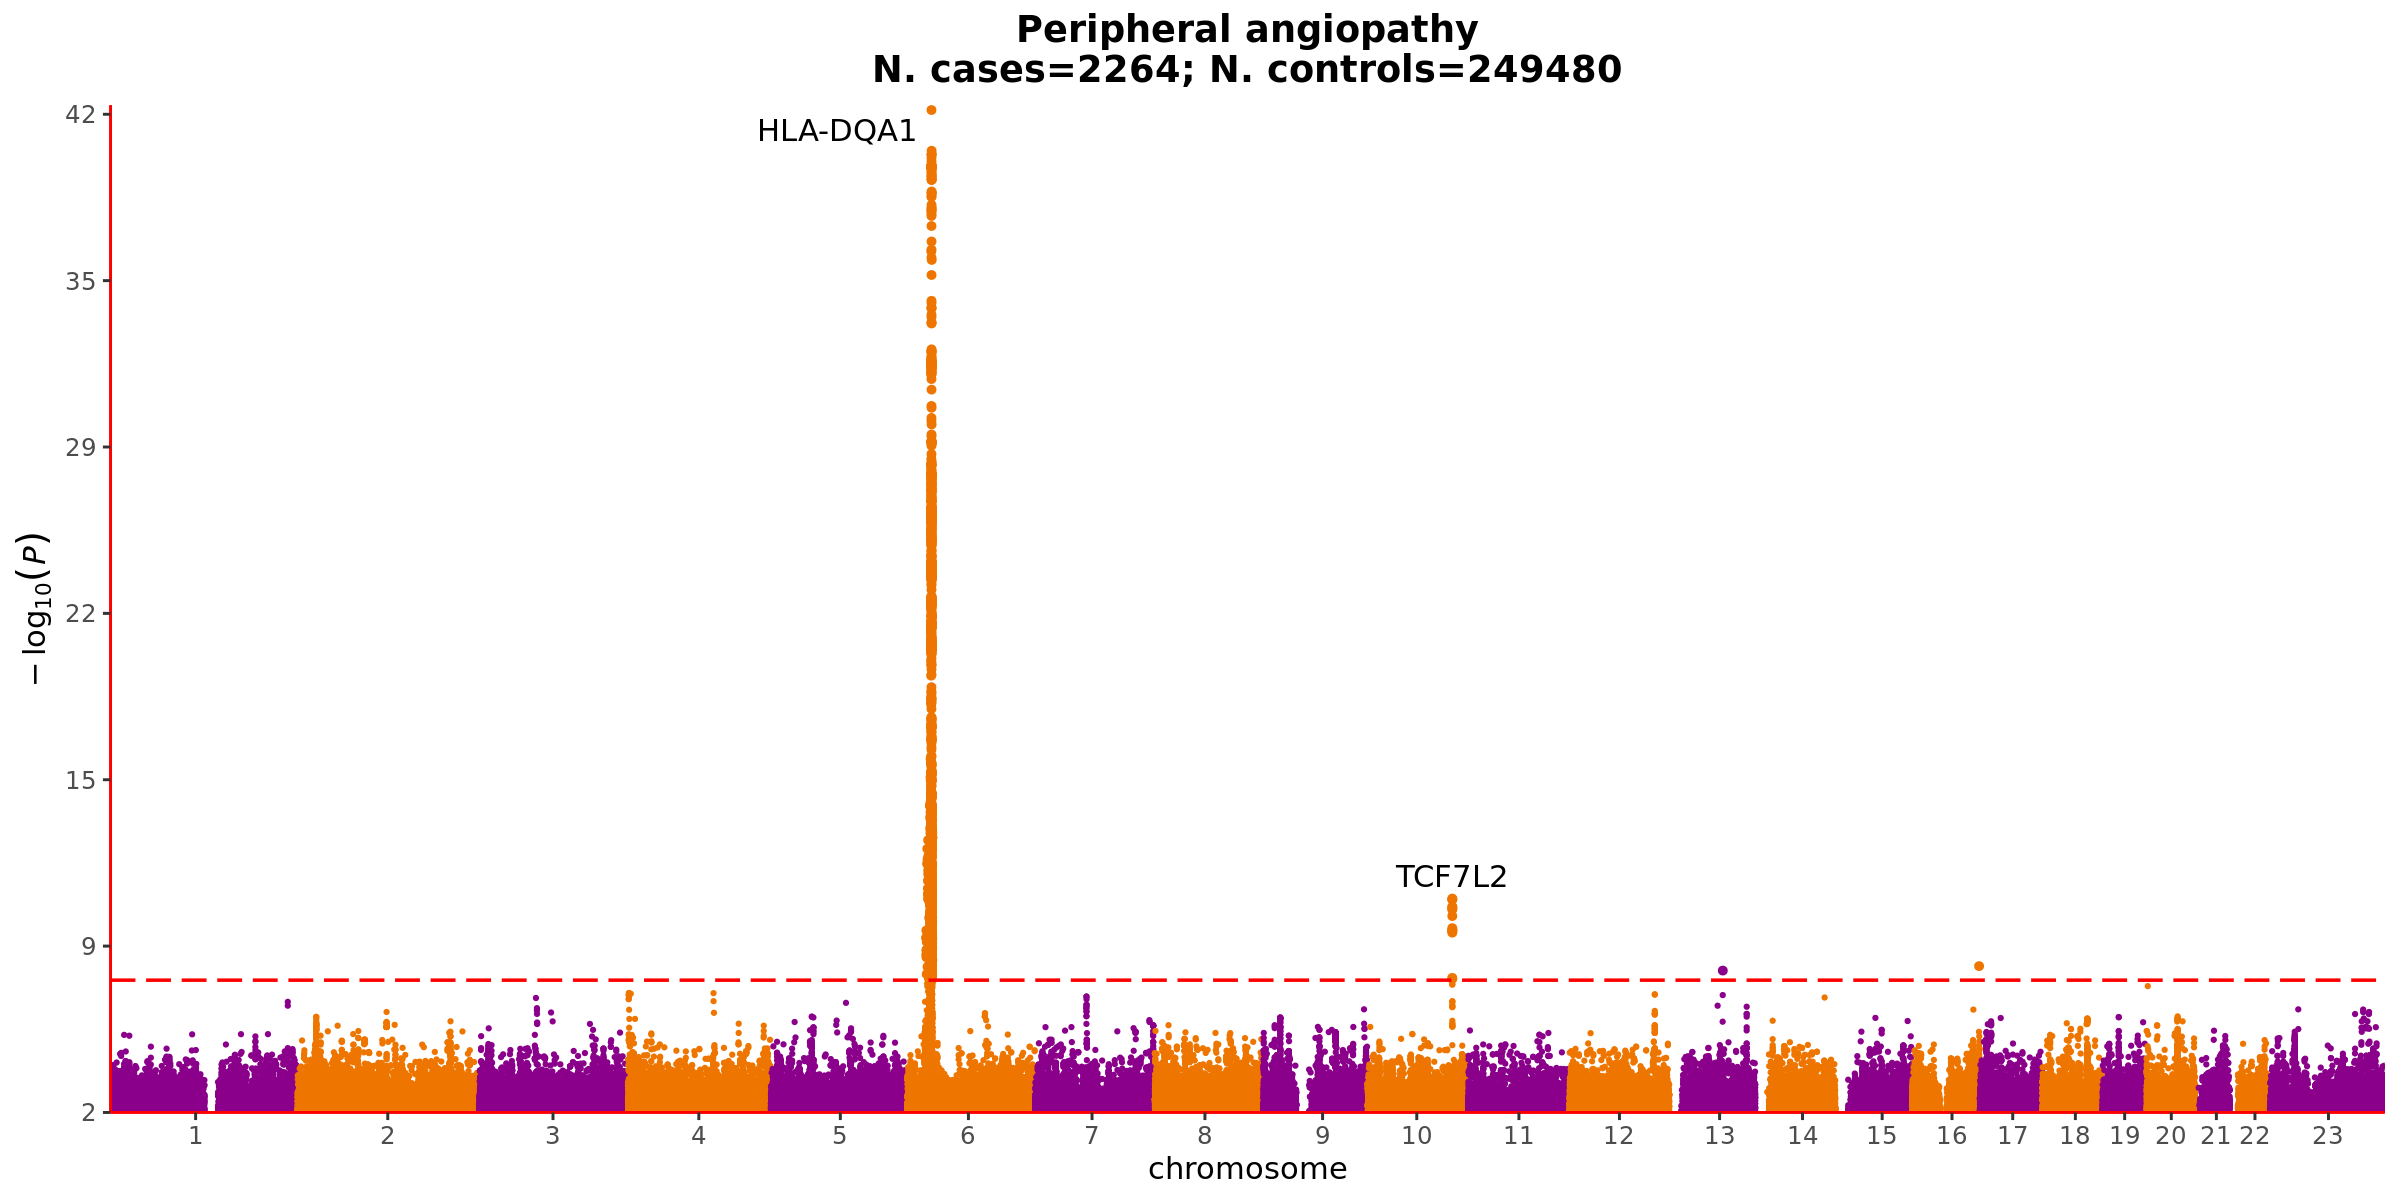 Peripheral angiopathy
N. cases=2264; N. controls=249480
42
HLA-DQA1
35
29
22
15
TCF7L2
9
2
−log10(P)
1 2 3 4 5 6 7 8 9 10 11 12 13 14 15 16 17 18 19 20 21 22 23
chromosome